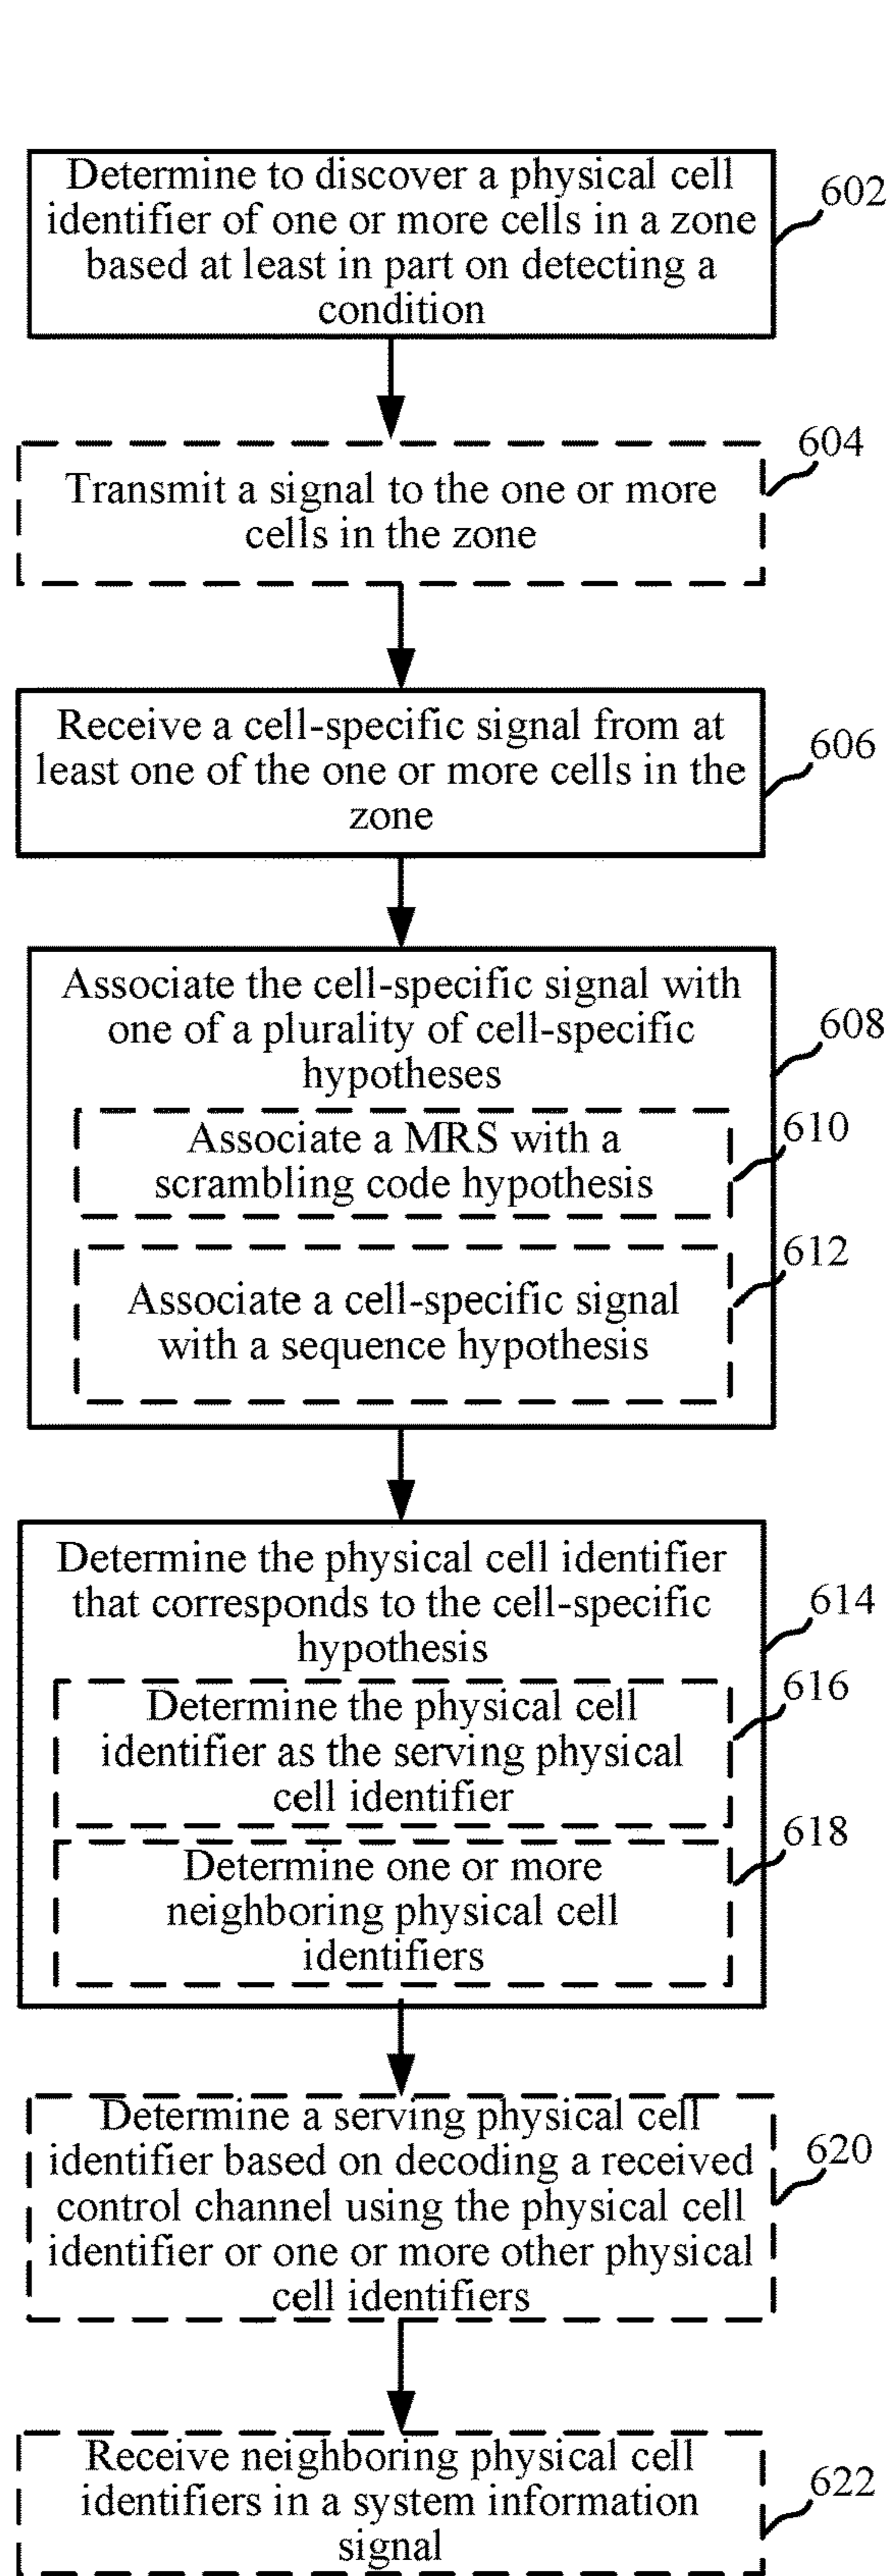 Determine to discover a physical cell
identifier of one or more cells in a zone
based at least in part on detecting a
condition
602
Transmit a signal to the one or more
cells in the zone
604
Receive a cell-specific signal from at
least one of the one or more cells in the
zone
606
Associate the cell-specific signal with
one of a plurality of cell-specific
hypotheses
608
Associate a MRS with a
scrambling code hypothesis
610
Associate a cell-specific signal
with a sequence hypothesis
612
Determine the physical cell identifier
that corresponds to the cell-specific
hypothesis
614
Determine the physical cell
identifier as the serving physical
cell identifier
616
Determine one or more
neighboring physical cell
identifiers
618
Determine a serving physical cell
identifier based on decoding a received
control channel using the physical cell
identifier or one or more other physical
cell identifiers
620
Receive neighboring physical cell
identifiers in a system information
signal
622